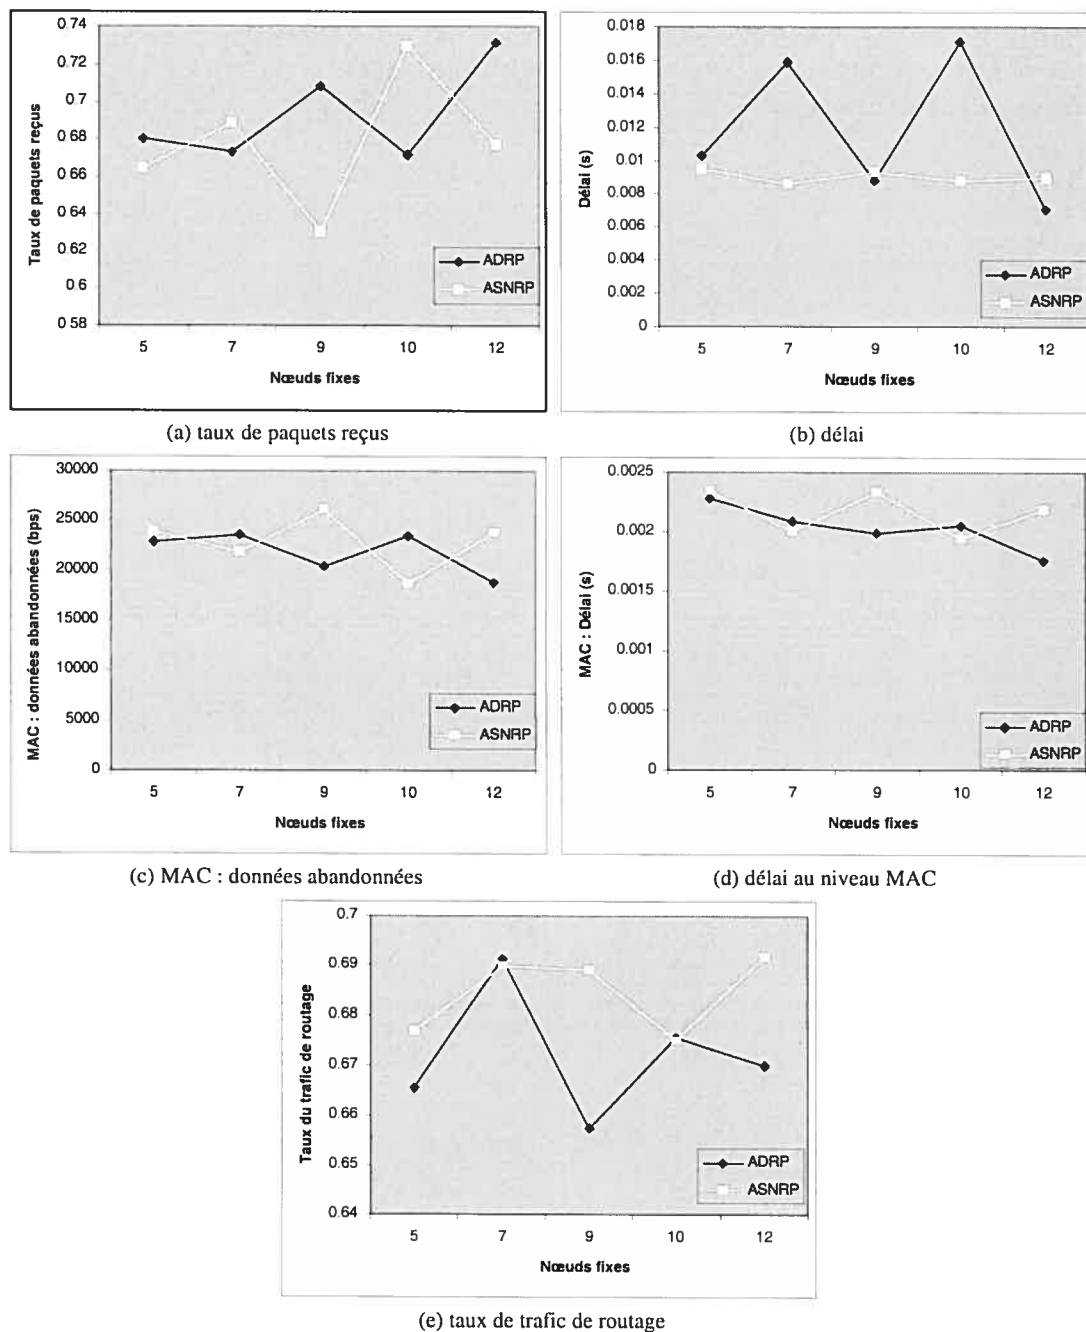 0.74
0.72
0.7
0.68
0.66
0.64
0.62
0.6
0.58
Taux de paquets reçus
ADRP
ASNRP
5 7 9 10 12
Nœuds fixes
(a) taux de paquets reçus
0.018
0.016
0.014
0.012
0.01
0.008
0.006
0.004
0.002
0
Délai (s)
ADRP
ASNRP
5 7 9 10 12
Nœuds fixes
(b) délai
30000
25000
20000
15000
10000
5000
0
MAC : données abandonnées (bps)
ADRP
ASNRP
5 7 9 10 12
Nœuds fixes
(c) MAC : données abandonnées
0.0025
0.002
0.0015
0.001
0.0005
0
MAC : Délai (s)
ADRP
ASNRP
5 7 9 10 12
Nœuds fixes
(d) délai au niveau MAC
0.7
0.69
0.68
0.67
0.66
0.65
0.64
Taux du trafic de routage
ADRP
ASNRP
5 7 9 10 12
Nœuds fixes
(e) taux de trafic de routage